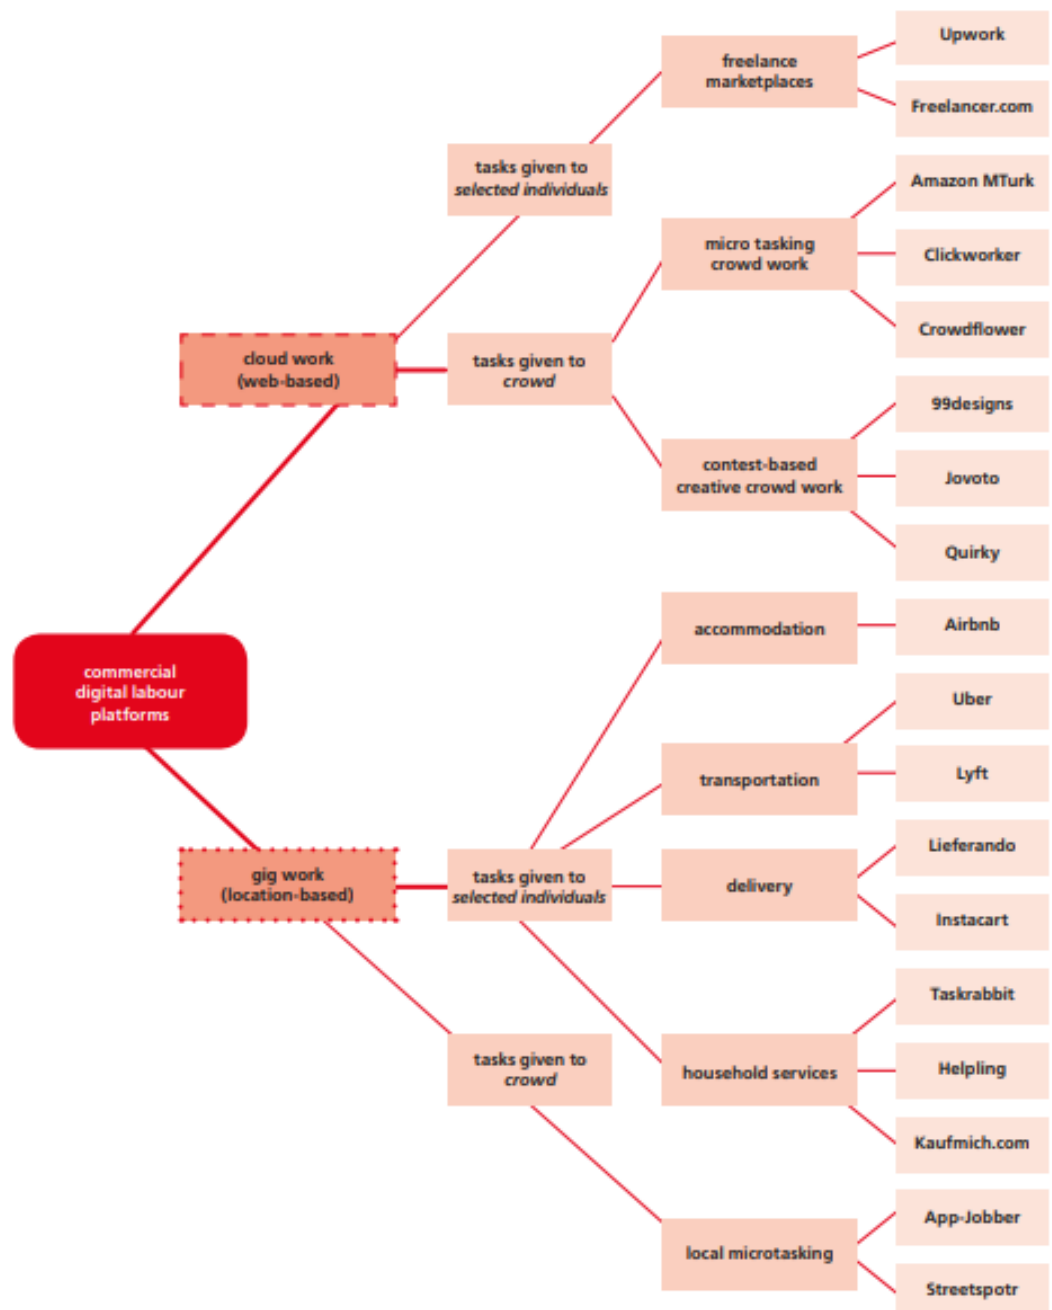 Upwork
freelance
marketplaces
Freelancer.com
tasks given to
selected individuals
Amazon MTurk
micro tasking
crowd work
Clickworker
Crowdflower
cloud work
(web-based)
tasks given to
crowd
99designs
contest-based
creative crowd work
Jovoto
Quirky
accommodation
Airbnb
commercial
digital labour
platforms
Uber
transportation
Lyft
gig work
(location-based)
tasks given to
selected individuals
delivery
Lieferando
Instacart
Taskrabbit
tasks given to
crowd
household services
Helpling
Kaufmich.com
App-Jobber
local microtasking
Streetspotr